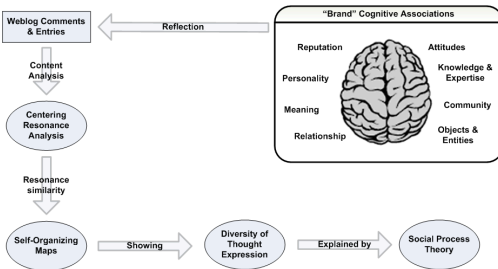 Weblog Comments
& Entries
Reflection
“Brand” Cognitive Associations
Reputation
Attitudes
Personality
Knowledge &
Expertise
Meaning
Community
Relationship
Objects &
Entities
Content
Analysis
Centering
Resonance
Analysis
Resonance
similarity
Self-Organizing
Maps
Showing
Diversity of
Thought
Expression
Explained by
Social Process
Theory